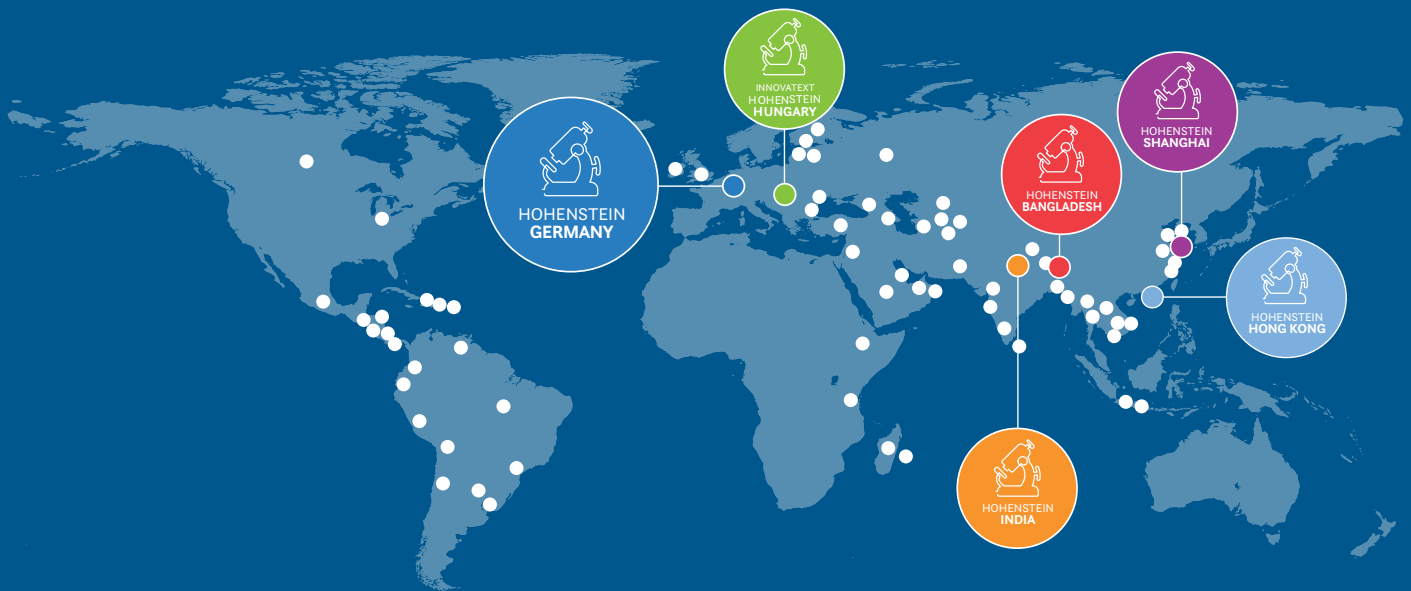 INNOVATEXT
HOHENSTEIN
HUNGARY
HOHENSTEIN
SHANGHAI
HOHENSTEIN
BANGLADESH
HOHENSTEIN
GERMANY
HOHENSTEIN
HONG KONG
HOHENSTEIN
INDIA